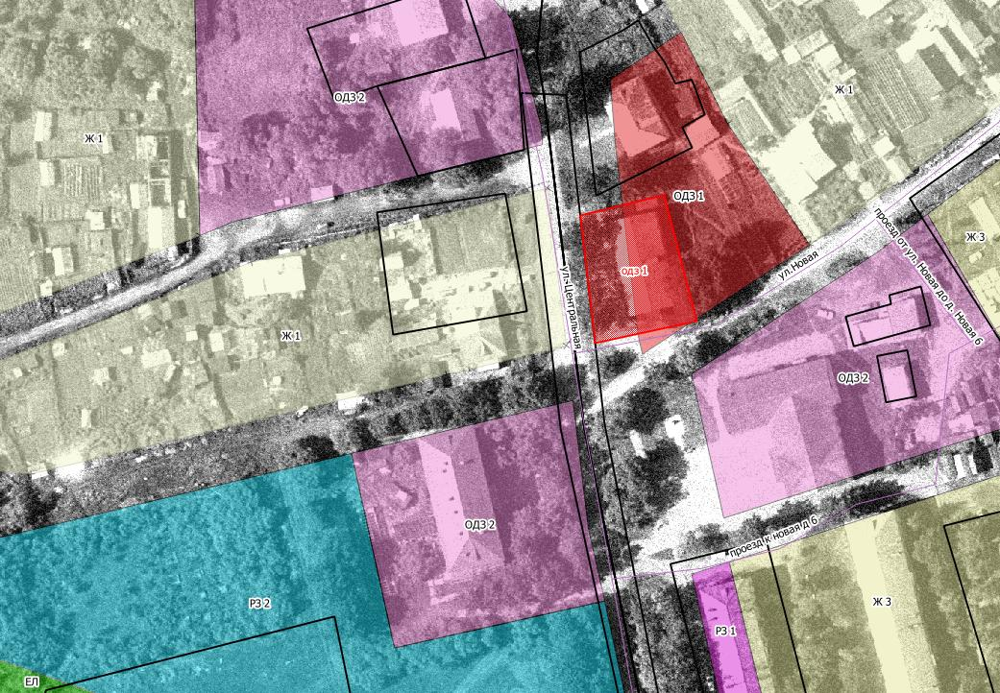 ОДЗ 2
Ж 1
Ж 1
ОДЗ 1
ОДЗ 1
Ж 3
ул.Новая
проезд от ул. Новая до д. Новая 6
ул.Центральная
Ж 1
ОДЗ 2
ОДЗ 2
проезд к новая д 6
РЗ 2
Ж 3
РЗ 1
ЕЛ